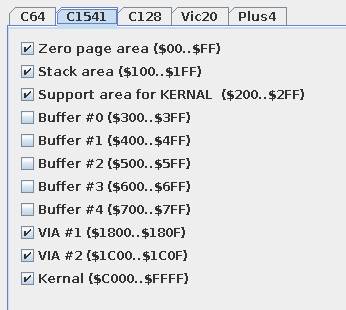 C64 C1541 C128 Vic20 Plus4
Zero page area ($00..$FF)
Stack area ($100..$1FF)
Support area for KERNAL ($200..$2FF)
Buffer #0 ($300..$3FF)
Buffer #1 ($400..$4FF)
Buffer #2 ($500..$5FF)
Buffer #3 ($600..$6FF)
Buffer #4 ($700..$7FF)
VIA #1 ($1800..$180F)
VIA #2 ($1C00..$1C0F)
Kernal ($C000..$FFFF)